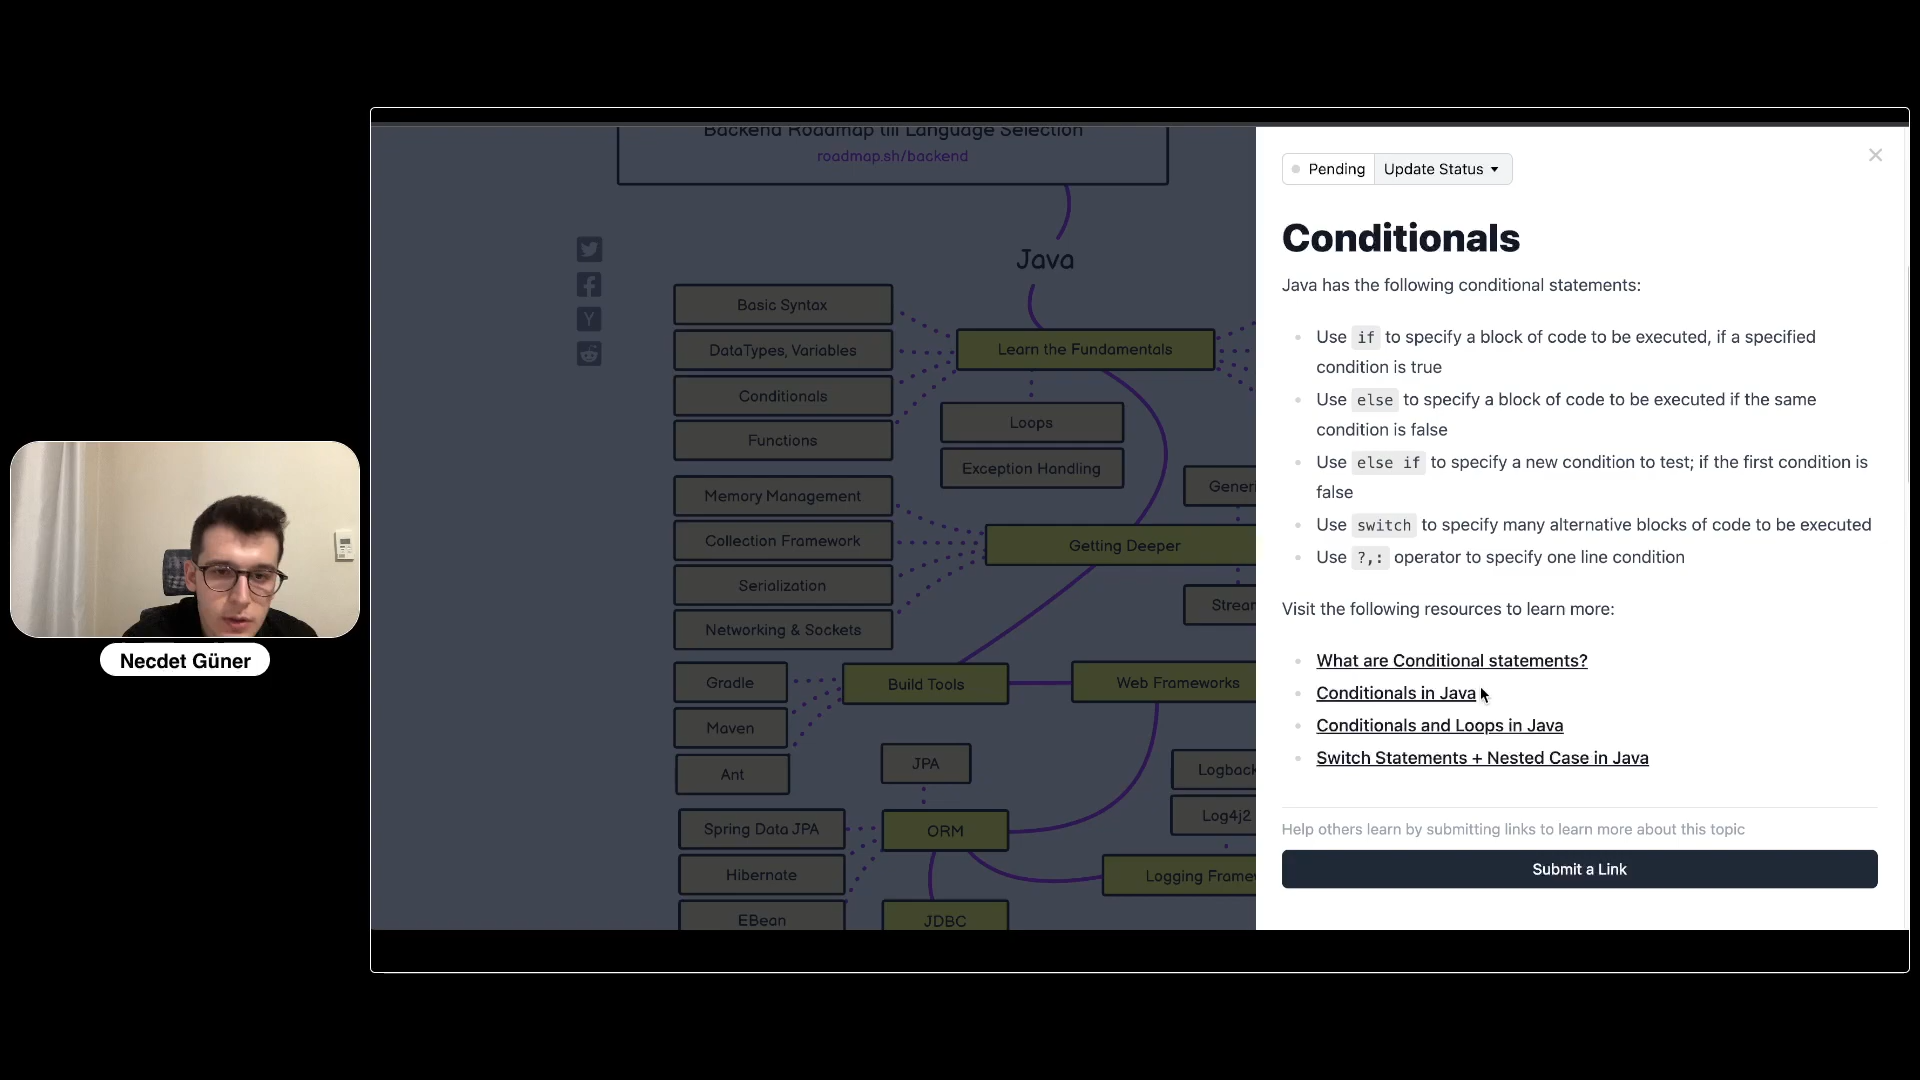 Backend Roadmap till Language Selection
roadmap.sh/backend
Java
Basic Syntax
DataTypes, Variables
Conditionals
Functions
Learn the Fundamentals
Loops
Exception Handling
Memory Management
Collection Framework
Serialization
Networking & Sockets
Generi
Getting Deeper
Strear
Gradle
Maven
Ant
Build Tools
Web Frameworks
JPA
Logback
Log4j2
Spring Data JPA
Hibernate
EBean
ORM
Logging Framew
JDBC
Pending
Update Status
Conditionals
Java has the following conditional statements:
Use if to specify a block of code to be executed, if a specified
condition is true
Use else to specify a block of code to be executed if the same
condition is false
Use else if to specify a new condition to test; if the first condition is
false
Use switch to specify many alternative blocks of code to be executed
Use ?,: operator to specify one line condition
Visit the following resources to learn more:
What are Conditional statements?
Conditionals in Java
Conditionals and Loops in Java
Switch Statements + Nested Case in Java
Help others learn by submitting links to learn more about this topic
Submit a Link
Necdet Güner